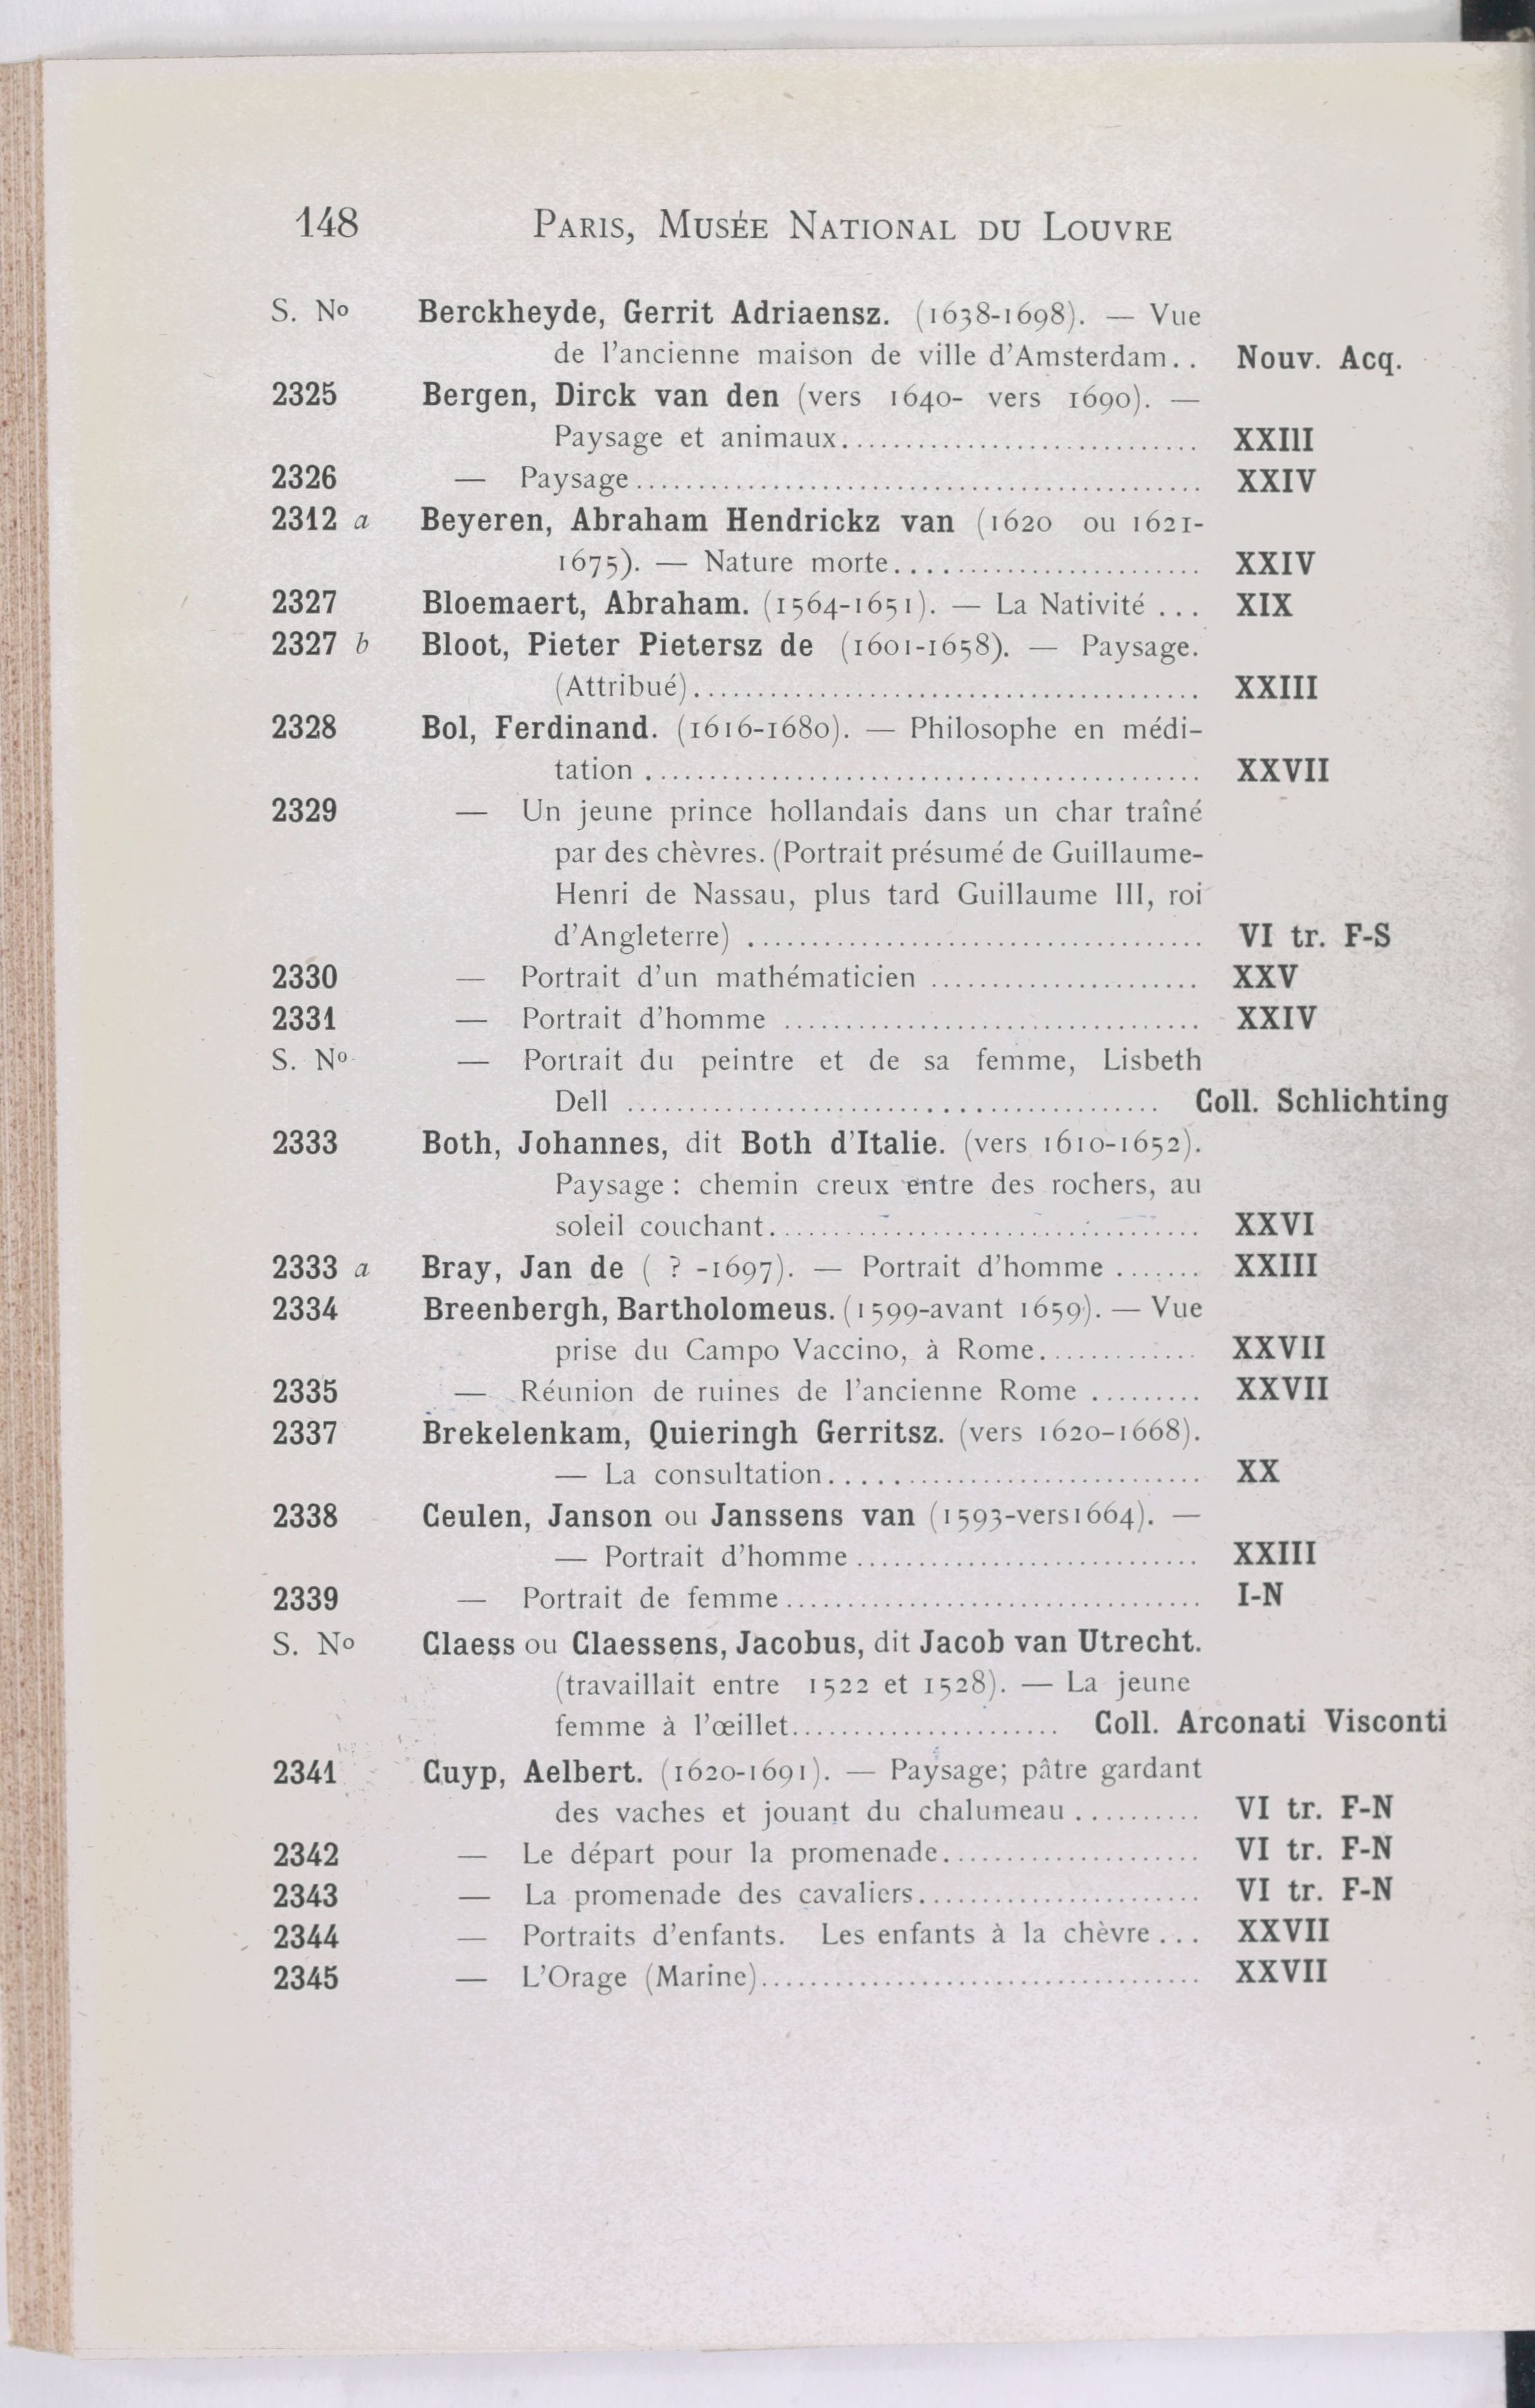 148 PARIS, MUSÉE NATIONAL DU LOUVRE
S. Nº Berckheyde, Gerrit Adriaensz. (1638-1698). — Vue
de l'ancienne maison de ville d'Amsterdam.. Nouv. Acq.
2325 Bergen, Dirck van den (vers 1640- vers 1690). —
Paysage et animaux.............................. XXIII
2326 — Paysage............................................... XXIV
2312 a Beyeren, Abraham Hendrickz van (1620 ou 1621-
1675). — Nature morte......................... XXIV
2327 Bloemaert, Abraham. (1564-1651). — La Nativité ... XIX
2327 b Bloot, Pieter Pietersz de (1601-1658). — Paysage.
(Attribué).......................................... XXIII
2328 Bol, Ferdinand. (1616-1680). — Philosophe en médi-
tation .............................................. XXVII
2329 — Un jeune prince hollandais dans un char traîné
par des chèvres. (Portrait présumé de Guillaume-
Henri de Nassau, plus tard Guillaume III, roi
d'Angleterre) ...................................... VI tr. F-S
2330 — Portrait d'un mathématicien ...................... XXV
2331 — Portrait d'homme .................................. XXIV
S. Nº — Portrait du peintre et de sa femme, Lisbeth
Dell ............................................ Coll. Schlichting
2333 Both, Johannes, dit Both d'Italie. (vers 1610-1652).
Paysage : chemin creux entre des rochers, au
soleil couchant.................................... XXVI
2333 a Bray, Jan de ( ? -1697). — Portrait d'homme ....... XXIII
2334 Breenbergh, Bartholomeus. (1599-avant 1659). — Vue
prise du Campo Vaccino, à Rome............. XXVII
2335 — Réunion de ruines de l'ancienne Rome ......... XXVII
2337 Brekelenkam, Quieringh Gerritsz. (vers 1620-1668).
— La consultation............................... XX
2338 Ceulen, Janson ou Janssens van (1593-vers1664). —
— Portrait d'homme............................ XXIII
2339 — Portrait de femme.................................. I-N
S. Nº Claess ou Claessens, Jacobus, dit Jacob van Utrecht.
(travaillait entre 1522 et 1528). — La jeune
femme à l'œillet...................... Coll. Arconati Visconti
2341 Cuyp, Aelbert. (1620-1691). — Paysage; pâtre gardant
des vaches et jouant du chalumeau .......... VI tr. F-N
2342 — Le départ pour la promenade..................... VI tr. F-N
2343 — La promenade des cavaliers....................... VI tr. F-N
2344 — Portraits d'enfants. Les enfants à la chèvre... XXVII
2345 — L'Orage (Marine).................................... XXVII